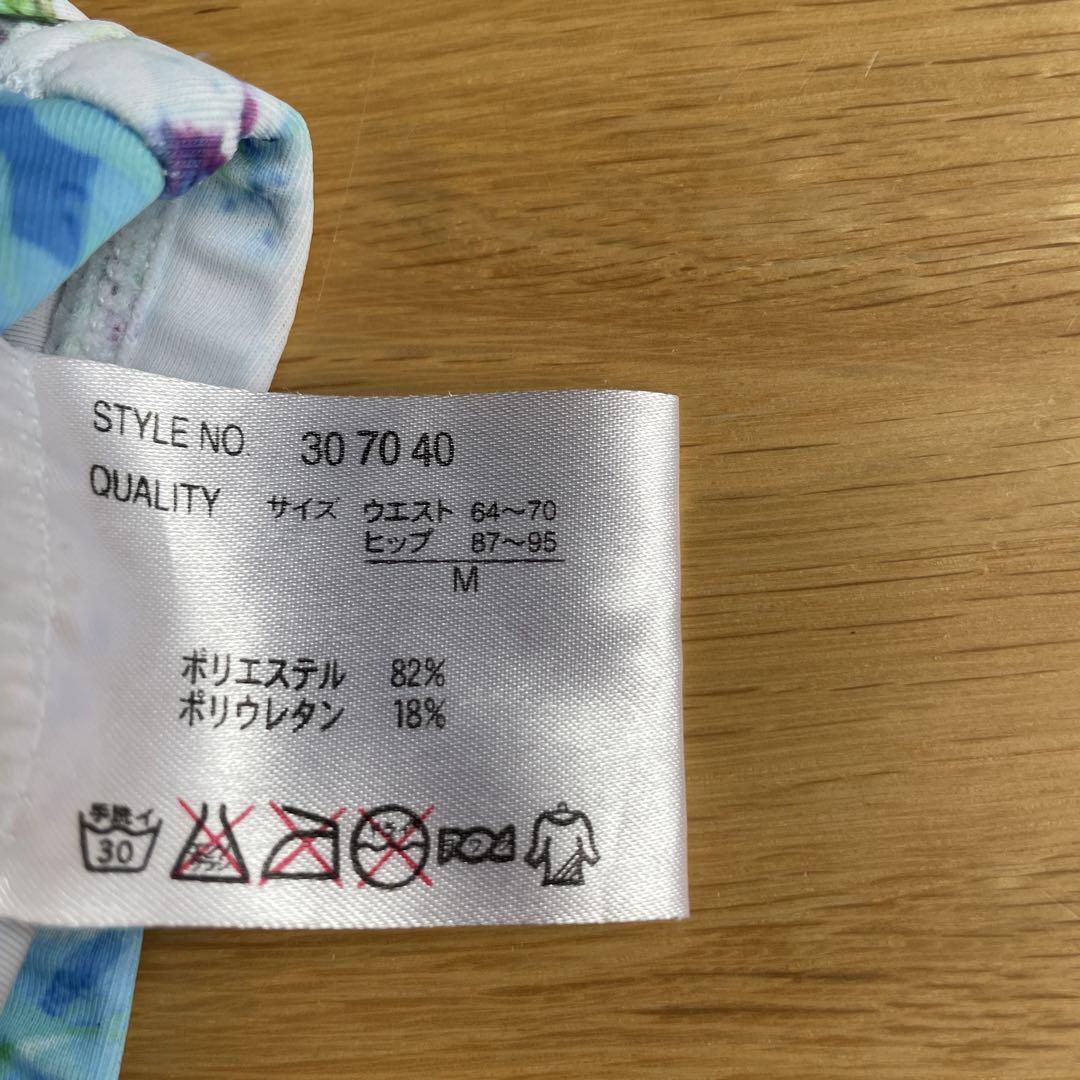 STYLE NO 30 70 40
QUALITY サイズ ウエスト 64～70
ヒップ 87～95
M
ポリエステル 82%
ポリウレタン 18%
手洗イ
30